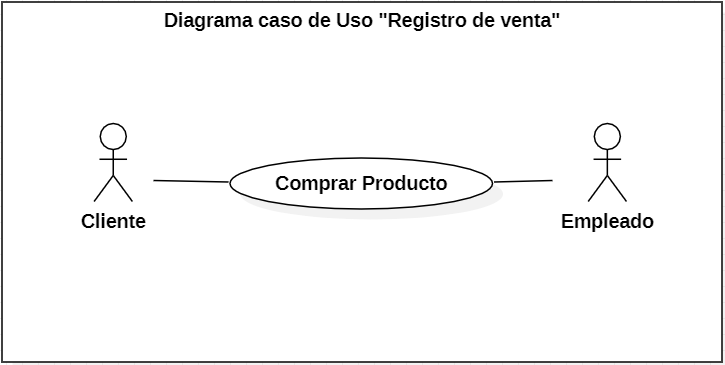 Diagrama caso de Uso "Registro de venta"
Comprar Producto
Cliente
Empleado